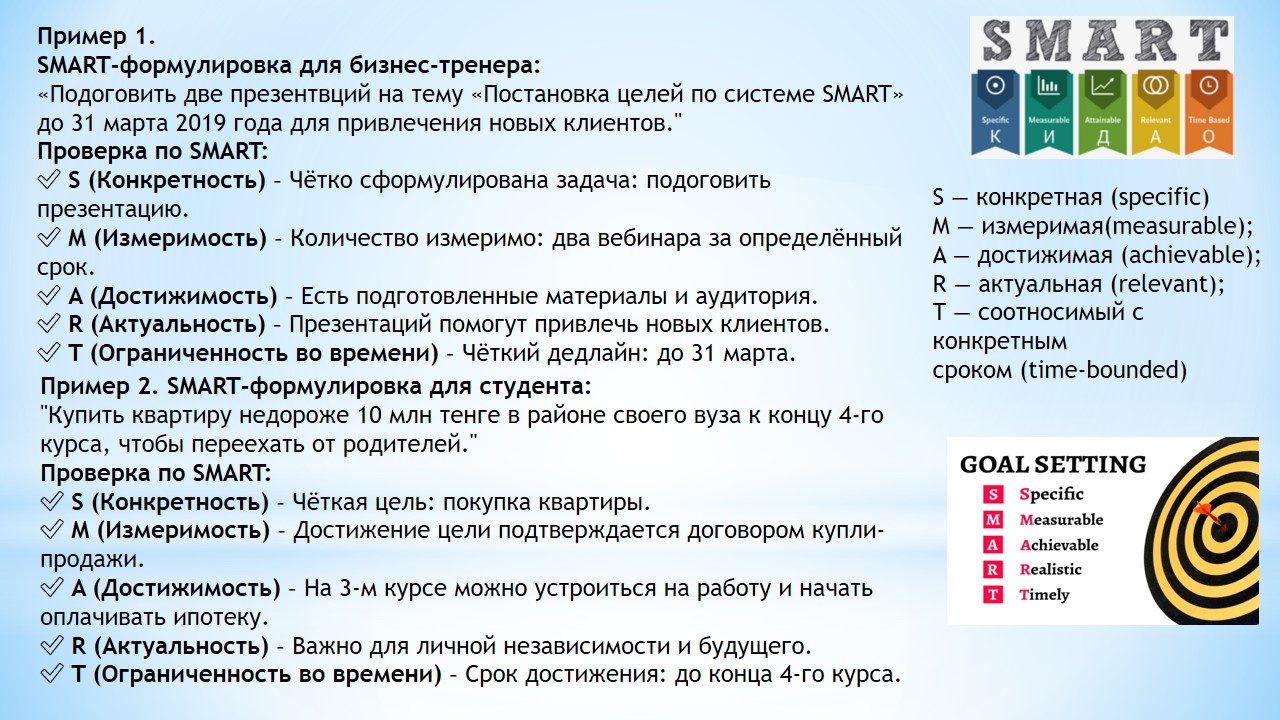 Пример 1.
SMART-формулировка для бизнес-тренера:
«Подоговить две презентвций на тему «Постановка целей по системе SMART»
до 31 марта 2019 года для привлечения новых клиентов."
Проверка по SMART:
✅ S (Конкретность) – Чётко сформулирована задача: подоговить
презентацию.
✅ M (Измеримость) – Количество измеримо: два вебинара за определённый
срок.
✅ A (Достижимость) – Есть подготовленные материалы и аудитория.
✅ R (Актуальность) – Презентаций помогут привлечь новых клиентов.
✅ T (Ограниченность во времени) – Чёткий дедлайн: до 31 марта.
Пример 2. SMART-формулировка для студента:
"Купить квартиру недороже 10 млн тенге в районе своего вуза к концу 4-го
курса, чтобы переехать от родителей."
Проверка по SMART:
✅ S (Конкретность) – Чёткая цель: покупка квартиры.
✅ M (Измеримость) – Достижение цели подтверждается договором купли-
продажи.
✅ A (Достижимость) – На 3-м курсе можно устроиться на работу и начать
оплачивать ипотеку.
✅ R (Актуальность) – Важно для личной независимости и будущего.
✅ T (Ограниченность во времени) – Срок достижения: до конца 4-го курса.
SMART
Specific Measurable Attainable Relevant Time Based
К И Д А О
S — конкретная (specific)
M — измеримая(measurable);
A — достижимая (achievable);
R — актуальная (relevant);
T — соотносимый с
конкретным
сроком (time-bounded)
GOAL SETTING
S Specific
M Measurable
A Achievable
R Realistic
T Timely